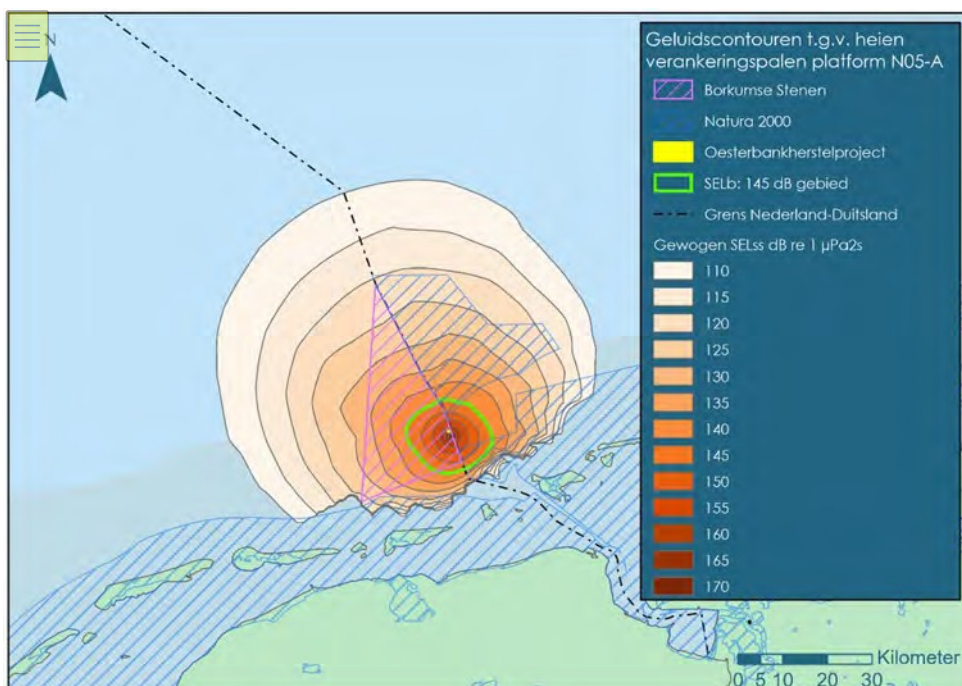 N
Geluidscontouren t.g.v. heien
verankeringspalen platform N05-A
Borkumse Stenen
Natura 2000
Oesterbankherstelproject
SELb: 145 dB gebied
Grens Nederland-Duitsland
Gewogen SELss dB re 1 µPa2s
110
115
120
125
130
135
140
145
150
155
160
165
170
Kilometer
0 5 10 20 30